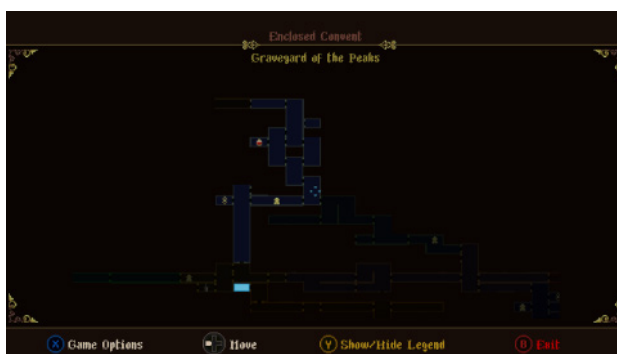 Enclosed Convent
Graveyard of the Peaks
X Game Options Move Y Show/Hide Legend B Exit